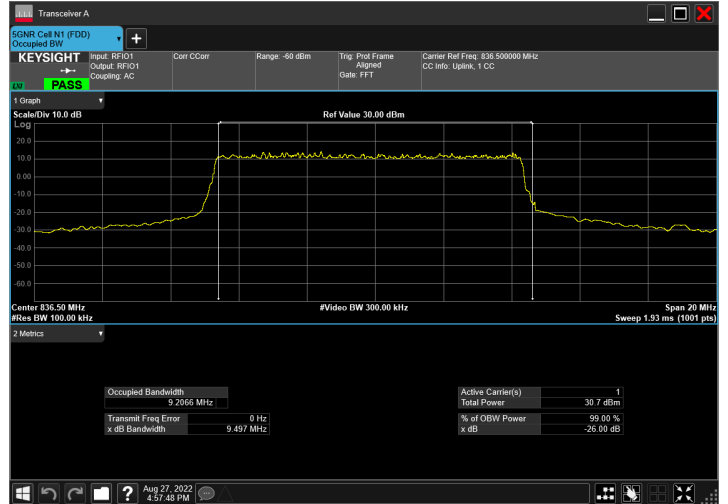 Transceiver A
5GNR Cell N1 (FDD)
Occupied BW
KEYSIGHT
Input: RFIO1
Output: RFIO1
Coupling: AC
Corr CCorr
Range: -60 dBm
Trig: Prot Frame
Aligned
Gate: FFT
Carrier Ref Freq: 836.500000 MHz
CC Info: Uplink, 1 CC
LXI
PASS
1 Graph
Scale/Div 10.0 dB
Ref Value 30.00 dBm
Log
20.0
10.0
0.00
-10.0
-20.0
-30.0
-40.0
-50.0
-60.0
Center 836.50 MHz
#Video BW 300.00 kHz
Span 20 MHz
#Res BW 100.00 kHz
Sweep 1.93 ms (1001 pts)
2 Metrics
Occupied Bandwidth
9.2066 MHz
Transmit Freq Error 0 Hz
x dB Bandwidth 9.497 MHz
Active Carrier(s) 1
Total Power 30.7 dBm
% of OBW Power 99.00 %
x dB -26.00 dB
?
Aug 27, 2022
4:57:48 PM